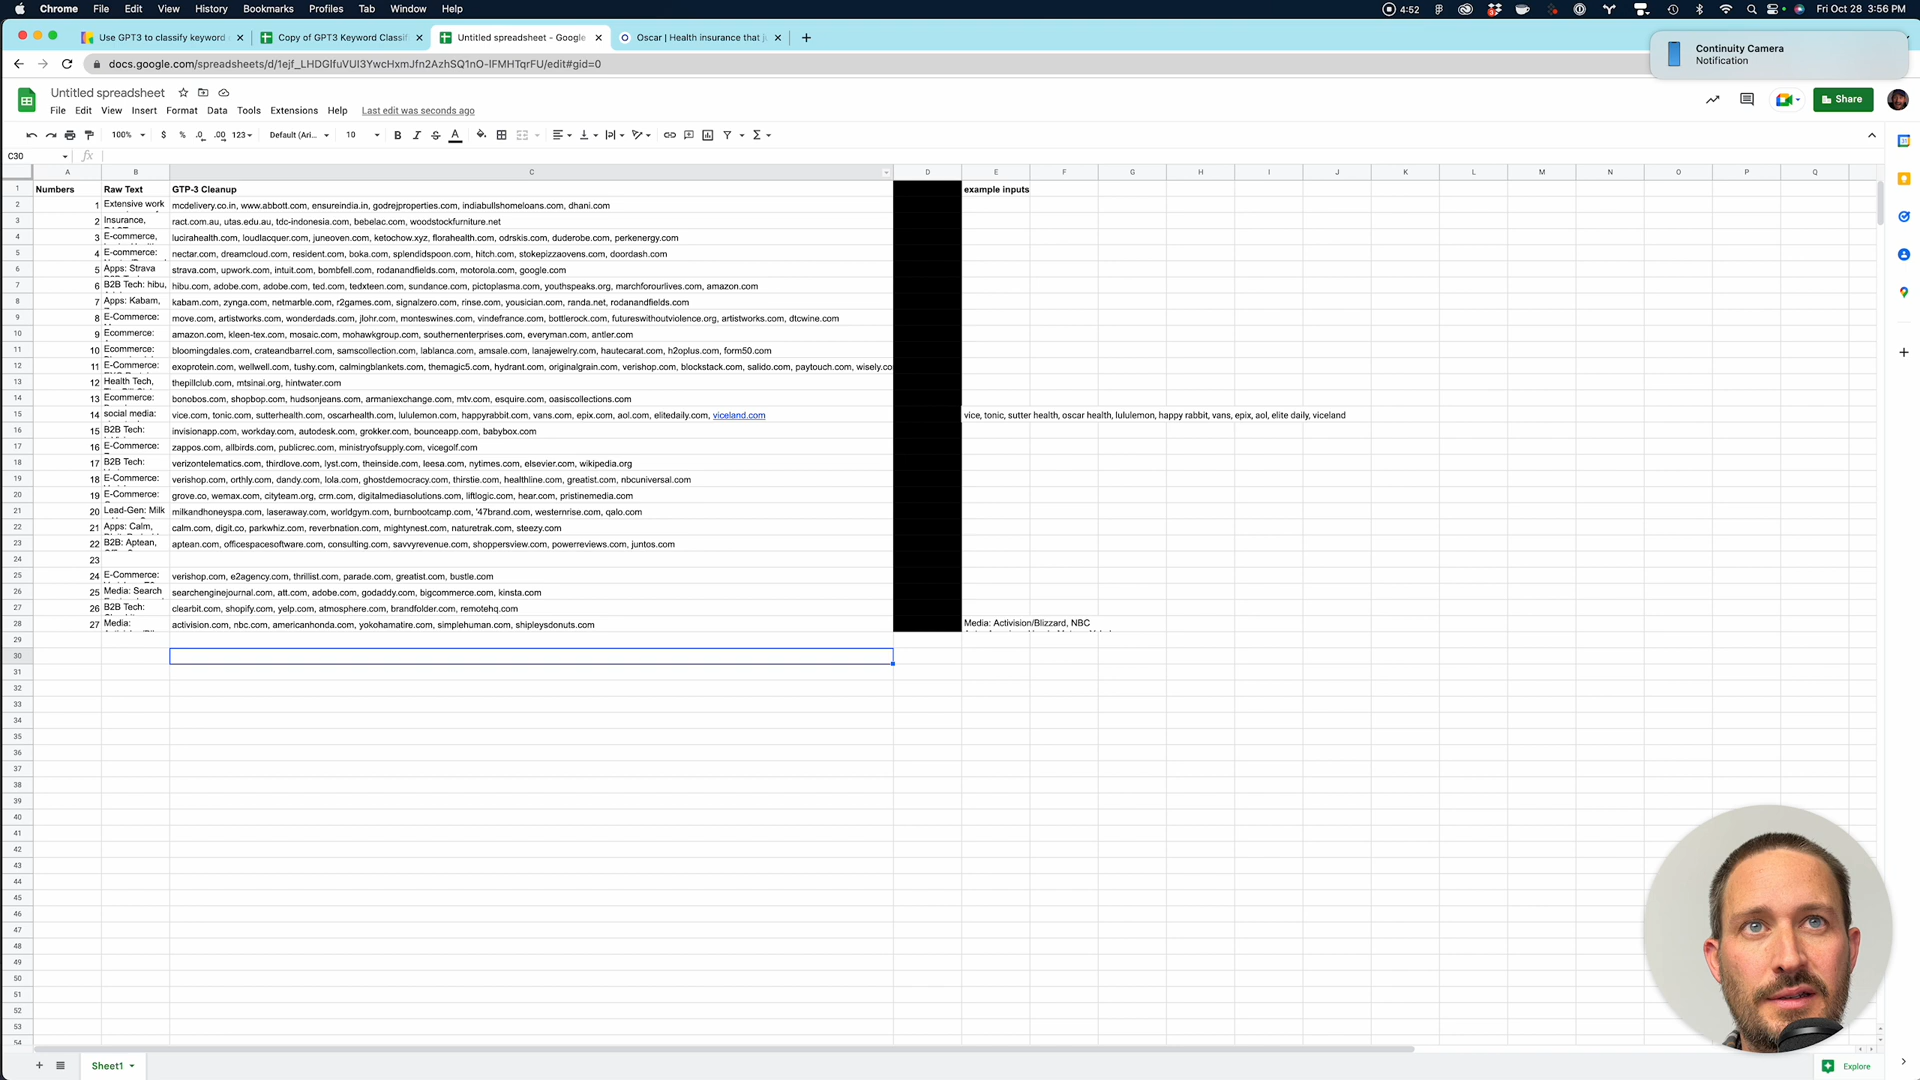 Chrome File Edit View History Bookmarks Profiles Tab Window Help 4:52 Fri Oct 28 3:56 PM
Use GPT3 to classify keyword Copy of GPT3 Keyword Classifi Untitled spreadsheet - Google Oscar | Health insurance that
docs.google.com/spreadsheets/d/1ejf_LHDGlfuVUI3YwcHxmJfn2AzhSQ1nO-IFMHTqrFU/edit#gid=0
Continuity Camera
Notification
Untitled spreadsheet
File Edit View Insert Format Data Tools Extensions Help Last edit was seconds ago
Share
100% $ % .0 .00 123 Default (Ari... 10 B I S A
C30 fx
A B C D E F G H I J K L M N O P Q
1 Numbers Raw Text GTP-3 Cleanup example inputs
2 1 Extensive work mcdelivery.co.in, www.abbott.com, ensureindia.in, godrejproperties.com, indiabullshomeloans.com, dhani.com
3 2 Insurance, ract.com.au, utas.edu.au, tdc-indonesia.com, bebelac.com, woodstockfurniture.net
4 3 E-commerce, lucirahealth.com, loudlacquer.com, juneoven.com, ketochow.xyz, florahealth.com, odrskis.com, duderobe.com, perkenergy.com
5 4 E-commerce: nectar.com, dreamcloud.com, resident.com, boka.com, splendidspoon.com, hitch.com, stokepizzaovens.com, doordash.com
6 5 Apps: Strava strava.com, upwork.com, intuit.com, bombfell.com, rodanandfields.com, motorola.com, google.com
7 6 B2B Tech: hibu, hibu.com, adobe.com, adobe.com, ted.com, tedxteen.com, sundance.com, pictoplasma.com, youthspeaks.org, marchforourlives.com, amazon.com
8 7 Apps: Kabam, kabam.com, zynga.com, netmarble.com, r2games.com, signalzero.com, rinse.com, yousician.com, randa.net, rodanandfields.com
9 8 E-Commerce: move.com, artistworks.com, wonderdads.com, jlohr.com, monteswines.com, vindefrance.com, bottlerock.com, futureswithoutviolence.org, artistworks.com, dtcwine.com
10 9 Ecommerce: amazon.com, kleen-tex.com, mosaic.com, mohawkgroup.com, southernenterprises.com, everyman.com, antler.com
11 10 Ecommerce: bloomingdales.com, crateandbarrel.com, samscollection.com, lablanca.com, amsale.com, lanajewelry.com, hautecarat.com, h2oplus.com, form50.com
12 11 E-Commerce: exoprotein.com, wellwell.com, tushy.com, calmingblankets.com, themagic5.com, hydrant.com, originalgrain.com, verishop.com, blockstack.com, salido.com, paytouch.com, wisely.co
13 12 Health Tech, thepillclub.com, mtsinai.org, hintwater.com
14 13 Ecommerce: bonobos.com, shopbop.com, hudsonjeans.com, armaniexchange.com, mtv.com, esquire.com, oasiscollections.com
15 14 social media: vice.com, tonic.com, sutterhealth.com, oscarhealth.com, lululemon.com, happyrabbit.com, vans.com, epix.com, aol.com, elitedaily.com, viceland.com vice, tonic, sutter health, oscar health, lululemon, happy rabbit, vans, epix, aol, elite daily, viceland
16 15 B2B Tech: invisionapp.com, workday.com, autodesk.com, grokker.com, bounceapp.com, babybox.com
17 16 E-Commerce: zappos.com, allbirds.com, publicrec.com, ministryofsupply.com, vicegolf.com
18 17 B2B Tech: verizontelematics.com, thirdlove.com, lyst.com, theinside.com, leesa.com, nytimes.com, elsevier.com, wikipedia.org
19 18 E-Commerce: verishop.com, orthly.com, dandy.com, lola.com, ghostdemocracy.com, thirstie.com, healthline.com, greatist.com, nbcuniversal.com
20 19 E-Commerce: grove.co, wemax.com, cityteam.org, crm.com, digitalmediasolutions.com, liftlogic.com, hear.com, pristinemedia.com
21 20 Lead-Gen: Milk milkandhoneyspa.com, laseraway.com, worldgym.com, burnbootcamp.com, '47brand.com, westernrise.com, qalo.com
22 21 Apps: Calm, calm.com, digit.co, parkwhiz.com, reverbnation.com, mightynest.com, naturetrak.com, steezy.com
23 22 B2B: Aptean, aptean.com, officespacesoftware.com, consulting.com, savvyrevenue.com, shoppersview.com, powerreviews.com, juntos.com
24 23
25 24 E-Commerce: verishop.com, e2agency.com, thrillist.com, parade.com, greatist.com, bustle.com
26 25 Media: Search searchenginejournal.com, att.com, adobe.com, godaddy.com, bigcommerce.com, kinsta.com
27 26 B2B Tech: clearbit.com, shopify.com, yelp.com, atmosphere.com, brandfolder.com, remotehq.com
28 27 Media: activision.com, nbc.com, americanhonda.com, yokohamatire.com, simplehuman.com, shipleysdonuts.com Media: Activision/Blizzard, NBC
29
30
31
32
33
34
35
36
37
38
39
40
41
42
43
44
45
46
47
48
49
50
51
52
53
54
Sheet1
Explore